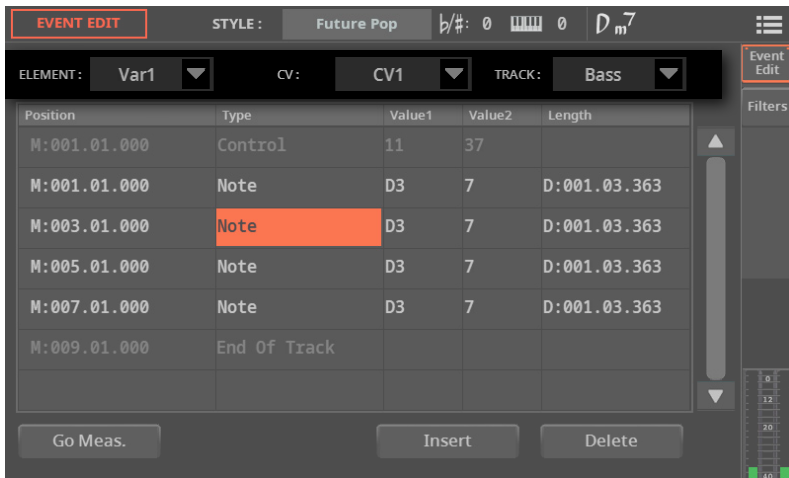 EVENT EDIT STYLE : Future Pop ♭/#: 0 0 Dm7
ELEMENT : Var1 CV : CV1 TRACK : Bass
Event
Edit
Filters
Position Type Value1 Value2 Length
M:001.01.000 Control 11 37
M:001.01.000 Note D3 7 D:001.03.363
M:003.01.000 Note D3 7 D:001.03.363
M:005.01.000 Note D3 7 D:001.03.363
M:007.01.000 Note D3 7 D:001.03.363
M:009.01.000 End Of Track
Go Meas. Insert Delete
0
12
20
40